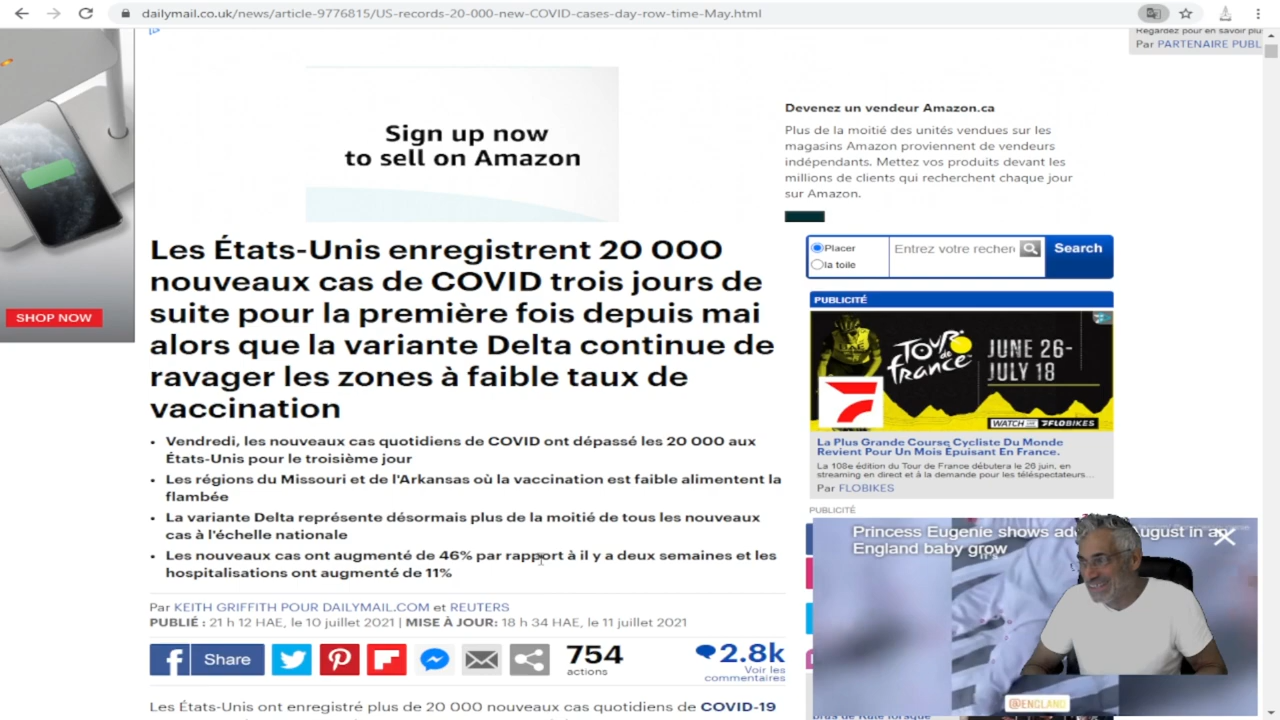 dailymail.co.uk/news/article-9776815/US-records-20-000-new-COVID-cases-day-row-time-May.html
Regardez pour en savoir plu
Par PARTENAIRE PUBL
SHOP NOW
Sign up now
to sell on Amazon
Devenez un vendeur Amazon.ca
Plus de la moitié des unités vendues sur les
magasins Amazon proviennent de vendeurs
indépendants. Mettez vos produits devant les
millions de clients qui recherchent chaque jour
sur Amazon.
Les États-Unis enregistrent 20 000
nouveaux cas de COVID trois jours de
suite pour la première fois depuis mai
alors que la variante Delta continue de
ravager les zones à faible taux de
vaccination
Vendredi, les nouveaux cas quotidiens de COVID ont dépassé les 20 000 aux
États-Unis pour le troisième jour
Les régions du Missouri et de l'Arkansas où la vaccination est faible alimentent la
flambée
La variante Delta représente désormais plus de la moitié de tous les nouveaux
cas à l'échelle nationale
Les nouveaux cas ont augmenté de 46% par rapport à il y a deux semaines et les
hospitalisations ont augmenté de 11%
Par KEITH GRIFFITH POUR DAILYMAIL.COM et REUTERS
PUBLIÉ : 21 h 12 HAE, le 10 juillet 2021 | MISE À JOUR: 18 h 34 HAE, le 11 juillet 2021
Share
754
actions
2.8k
Voir les
commentaires
Les États-Unis ont enregistré plus de 20 000 nouveaux cas quotidiens de COVID-19
Placer
la toile
Entrez votre recher
Search
PUBLICITÉ
TOUR de france
JUNE 26-
JULY 18
WATCH ON FLOBIKES
La Plus Grande Course Cycliste Du Monde
Revient Pour Un Mois Épuisant En France.
La 108e édition du Tour de France débutera le 26 juin, en
streaming en direct et à la demande pour les téléspectateurs...
Par FLOBIKES
PUBLICITÉ
Princess Eugenie shows August in an
England baby grow
@ENGLAND